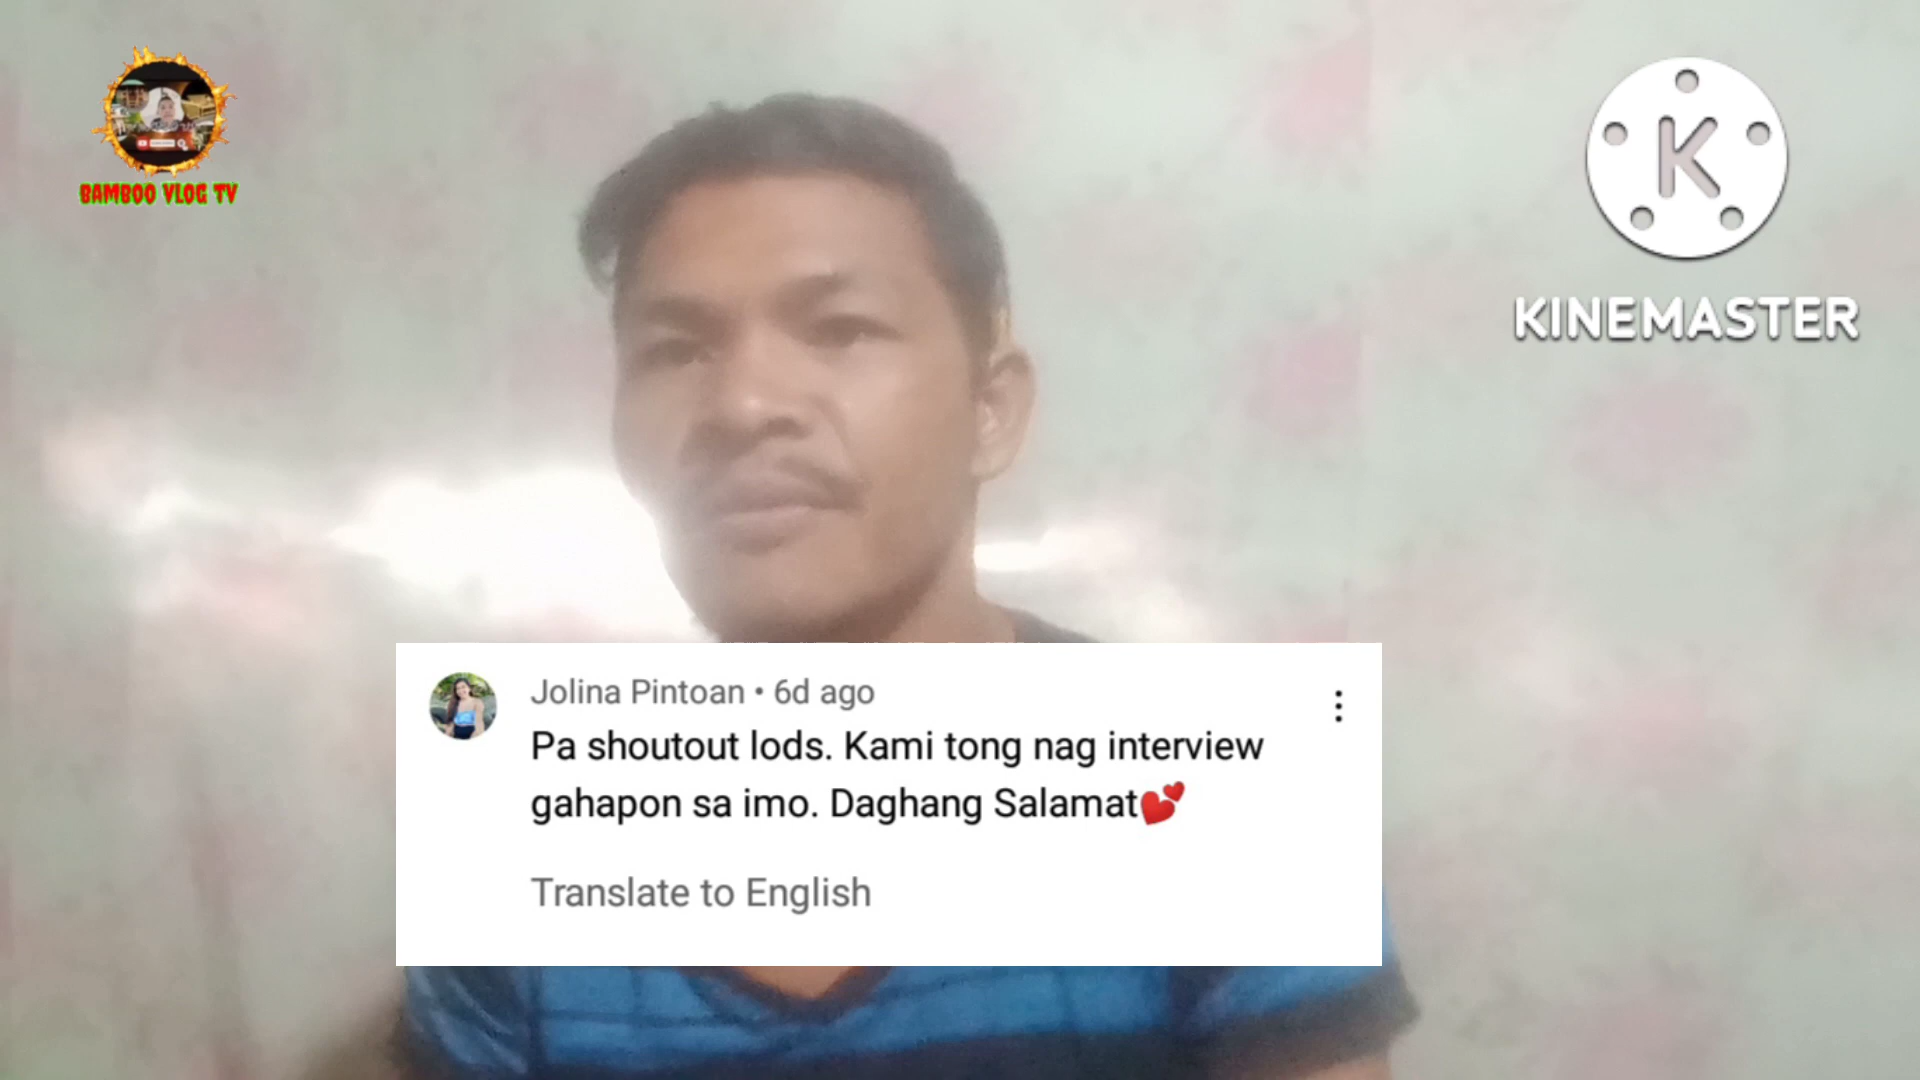 BAMBOO VLOG TV
K
KINEMASTER
Jolina Pintoan • 6d ago
Pa shoutout lods. Kami tong nag interview
gahapon sa imo. Daghang Salamat💕
Translate to English